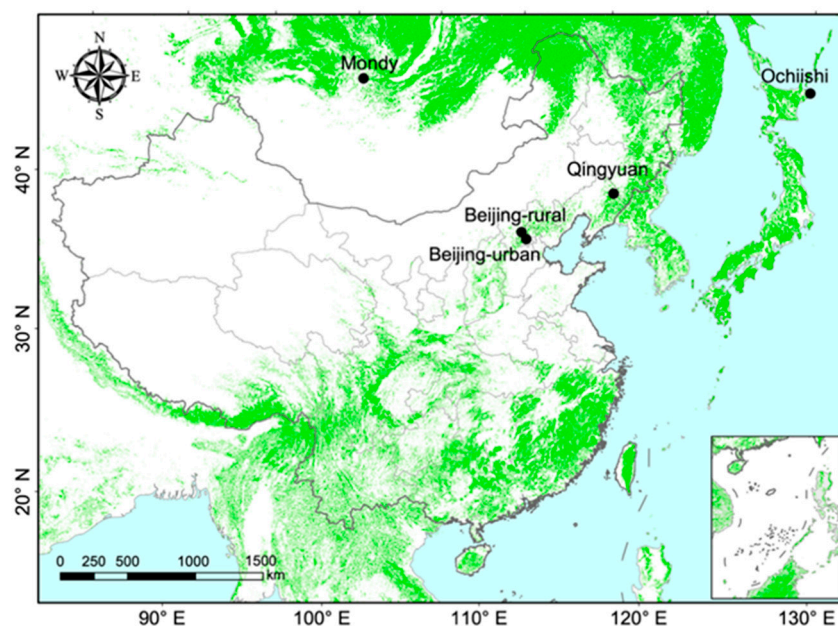 N
W E
S
Mondy
Ochiishi
40° N
Qingyuan
Beijing-rural
Beijing-urban
30° N
20° N
0 250 500 1000 1500
km
90° E 100° E 110° E 120° E 130° E